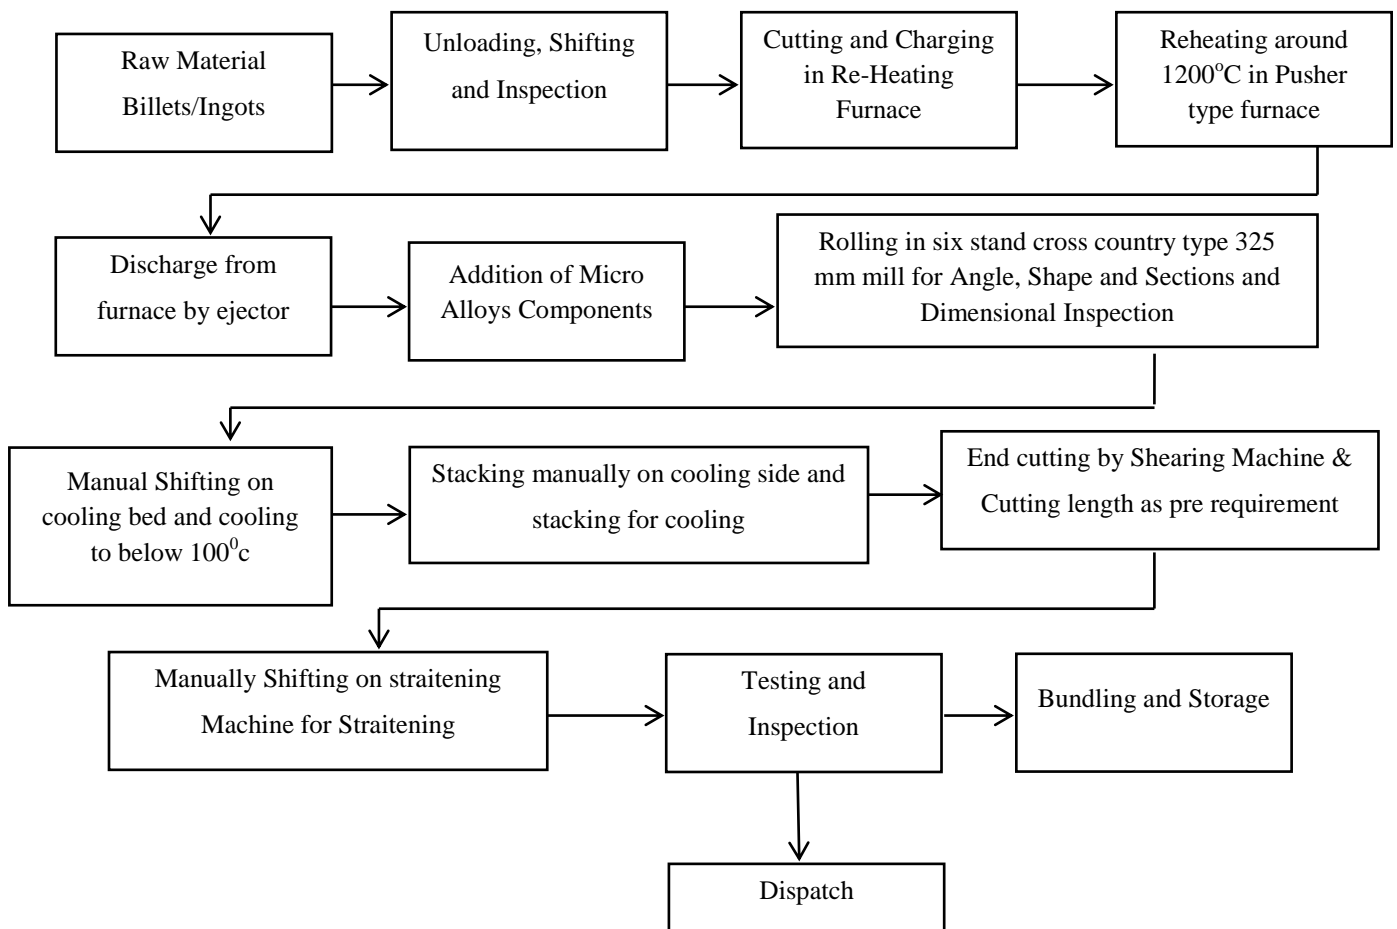 Raw Material
Billets/Ingots
Unloading, Shifting
and Inspection
Cutting and Charging
in Re-Heating
Furnace
Reheating around
1200°C in Pusher
type furnace
Discharge from
furnace by ejector
Addition of Micro
Alloys Components
Rolling in six stand cross country type 325
mm mill for Angle, Shape and Sections and
Dimensional Inspection
Manual Shifting on
cooling bed and cooling
to below 100⁰c
Stacking manually on cooling side and
stacking for cooling
End cutting by Shearing Machine &
Cutting length as pre requirement
Manually Shifting on straitening
Machine for Straitening
Testing and
Inspection
Bundling and Storage
Dispatch